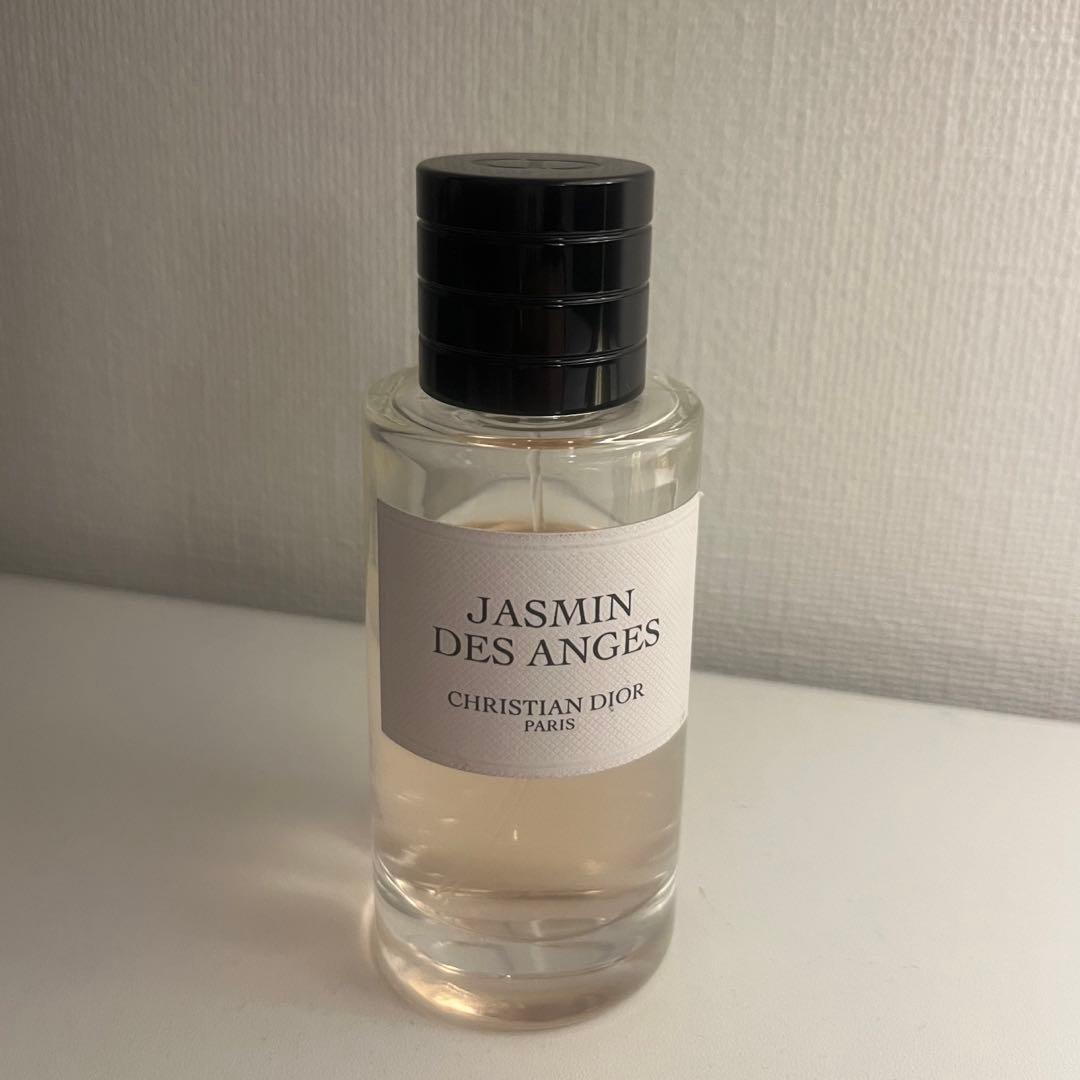 JASMIN
DES ANGES
CHRISTIAN DIOR
PARIS